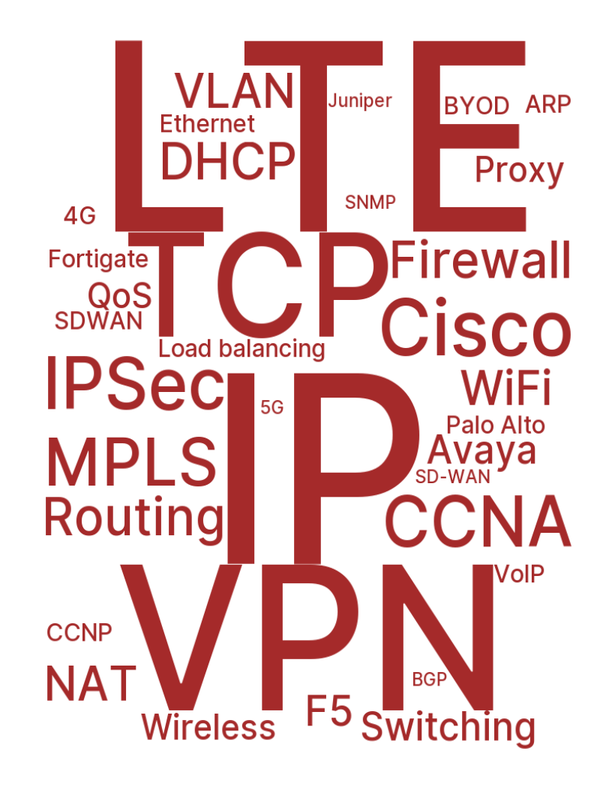 LTE
VLAN
Juniper
BYOD
ARP
Ethernet
DHCP
Proxy
SNMP
4G
TCP
Fortigate
Firewall
QoS
SDWAN
Cisco
Load balancing
IPSec
IP
5G
WiFi
Palo Alto
MPLS
Avaya
SD-WAN
Routing
CCNA
VPN
VoIP
CCNP
NAT
BGP
F5
Wireless
Switching